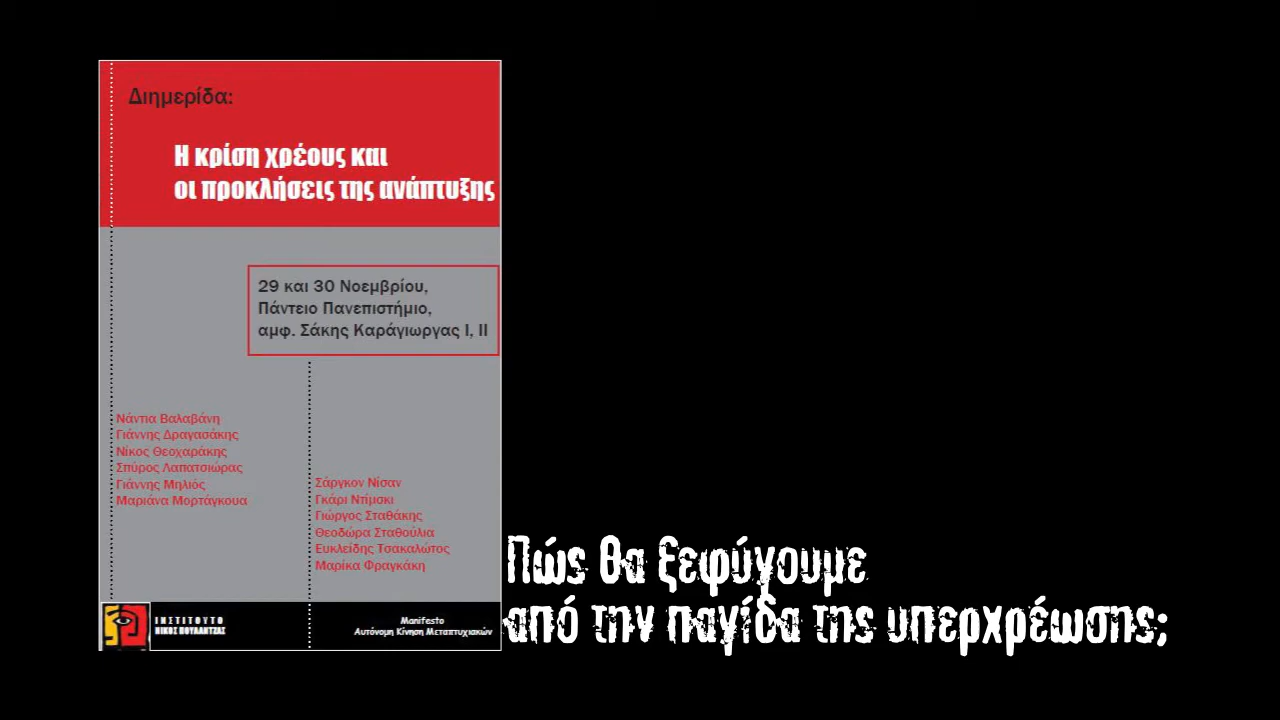 Διημερίδα:
Η κρίση χρέους και
οι προκλήσεις της ανάπτυξης
29 και 30 Νοεμβρίου,
Πάντειο Πανεπιστήμιο,
αμφ. Σάκης Καράγιωργας Ι, ΙΙ
Νάντια Βαλαβάνη
Γιάννης Δραγασάκης
Νίκος Θεοχαράκης
Σπύρος Λαπατσιώρας
Γιάννης Μηλιός
Μαριάνα Μορτάγκουα
Σάργκον Νίσαν
Γκάρι Ντίμσκι
Γιώργος Σταθάκης
Θεοδώρα Σταθούλια
Ευκλείδης Τσακαλώτος
Μαρίκα Φραγκάκη
ΙΝΣΤΙΤΟΥΤΟ
ΝΙΚΟΣ ΠΟΥΛΑΝΤΖΑΣ
Manifesto
Αυτόνομη Κίνηση Μεταπτυχιακών
Πώς θα ξεφύγουμε
από την παγίδα της υπερχρέωσης;